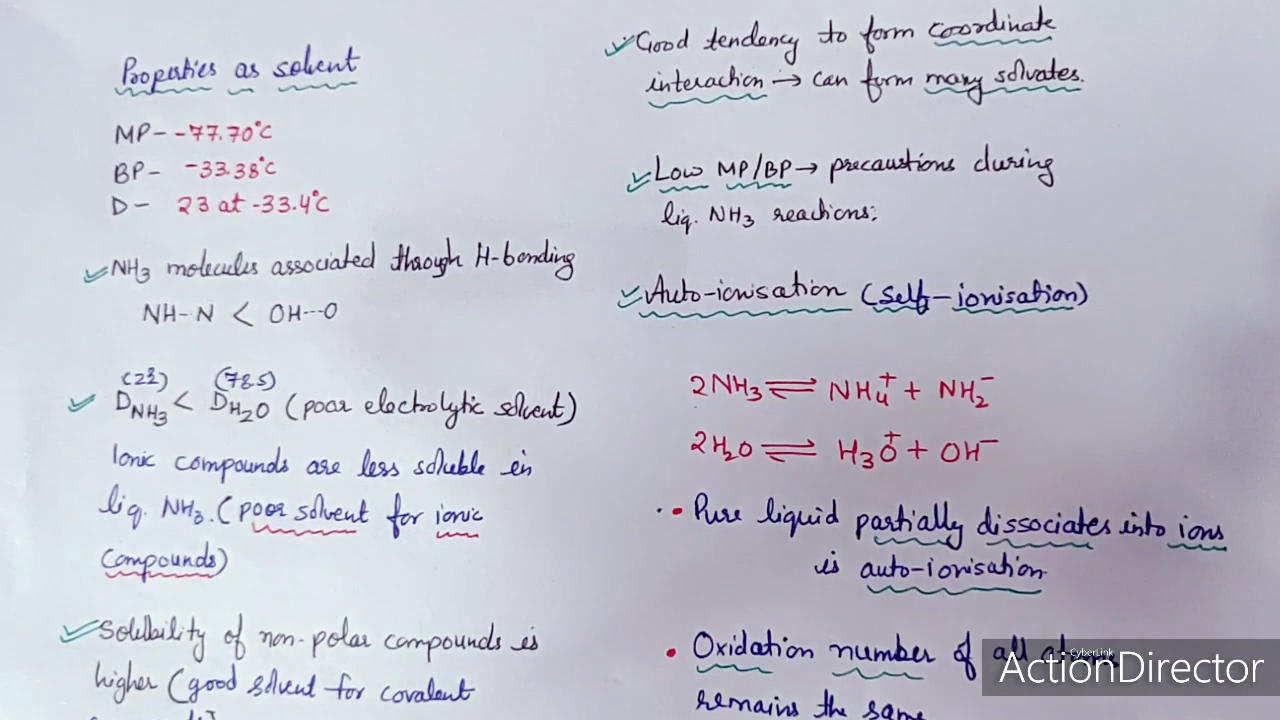 Properties as solvent
MP- -77.70°C
BP- -33.38°C
D- 23 at -33.4°C
NH3 molecules associated through H-bonding
NH--N < OH---O
(23) (78.5)
DNH3 < DH2O (poor electrolytic solvent)
Ionic compounds are less soluble in
liq. NH3. (poor solvent for ionic
compounds)
Solubility of non-polar compounds is
higher (good solvent for covalent
Good tendency to form coordinate
interaction → can form many solvates.
Low MP/BP → precaustions during
liq. NH3 reactions.
Auto-ionisation (self-ionisation)
2NH3 ⇌ NH4+ + NH2-
2H2O ⇌ H3O+ + OH-
• Pure liquid partially dissociates into ions
is auto-ionisation.
• Oxidation number of all atoms
remains the same
CyberLink
ActionDirector